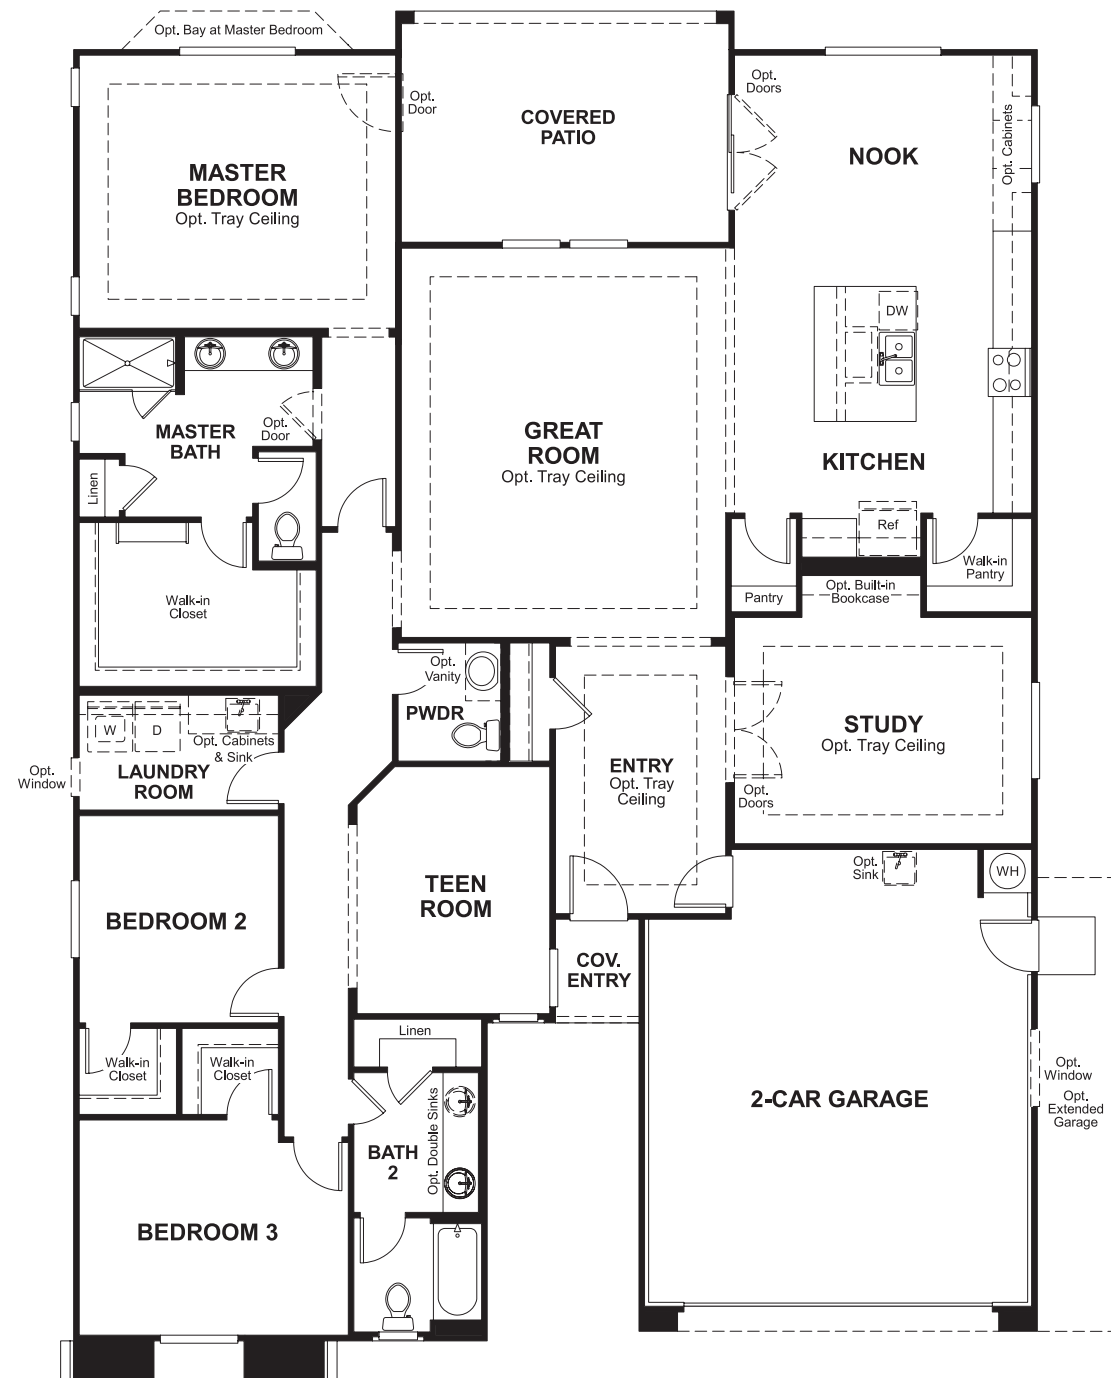 Opt. Bay at Master Bedroom
Opt.
Door
MASTER
BEDROOM
Opt. Tray Ceiling
COVERED
PATIO
Opt.
Doors
NOOK
Opt. Cabinets
DW
GREAT
ROOM
Opt. Tray Ceiling
KITCHEN
MASTER
BATH
Opt.
Door
Linen
Ref
Walk-in
Pantry
Pantry
Opt. Built-in
Bookcase
Walk-in
Closet
Opt.
Vanity
PWDR
W
D
Opt. Cabinets
& Sink
LAUNDRY
ROOM
Opt.
Window
ENTRY
Opt. Tray
Ceiling
STUDY
Opt. Tray Ceiling
Opt.
Doors
Opt.
Sink
WH
TEEN
ROOM
BEDROOM 2
COV.
ENTRY
Linen
Walk-in
Closet
Walk-in
Closet
Opt. Double Sinks
BATH
2
BEDROOM 3
2-CAR GARAGE
Opt.
Window
Opt.
Extended
Garage